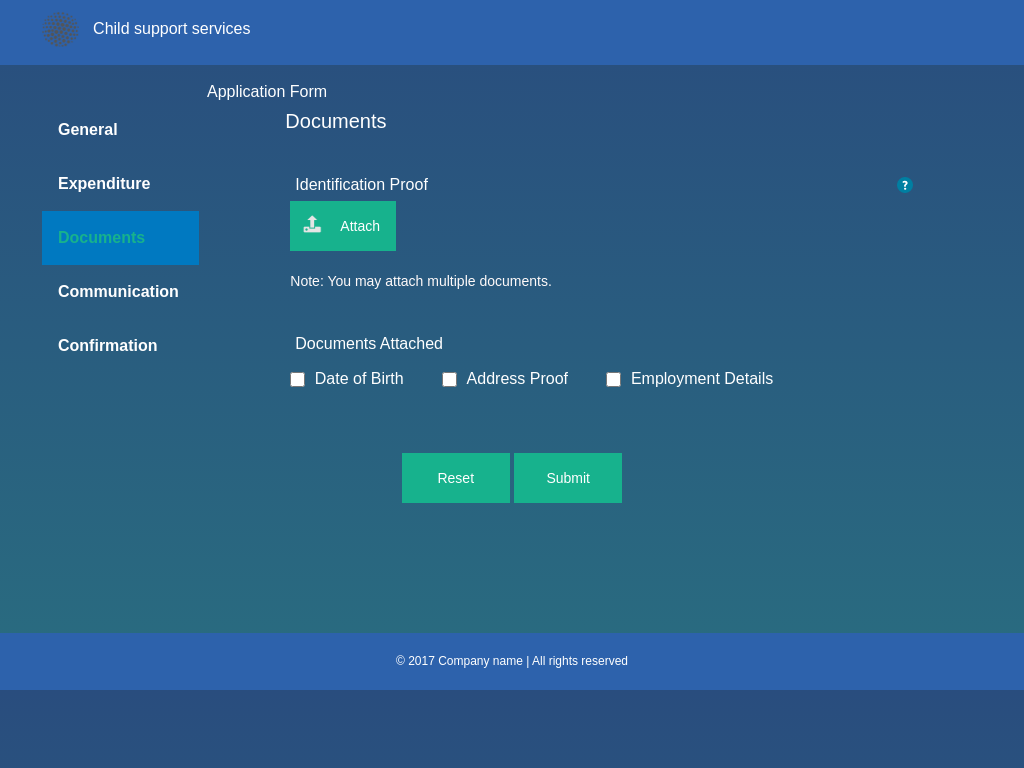 Child support services
Application Form
General
Documents
Expenditure
Identification Proof
?
Documents
Attach
Note: You may attach multiple documents.
Communication
Confirmation
Documents Attached
Date of Birth Address Proof Employment Details
Reset Submit
© 2017 Company name | All rights reserved